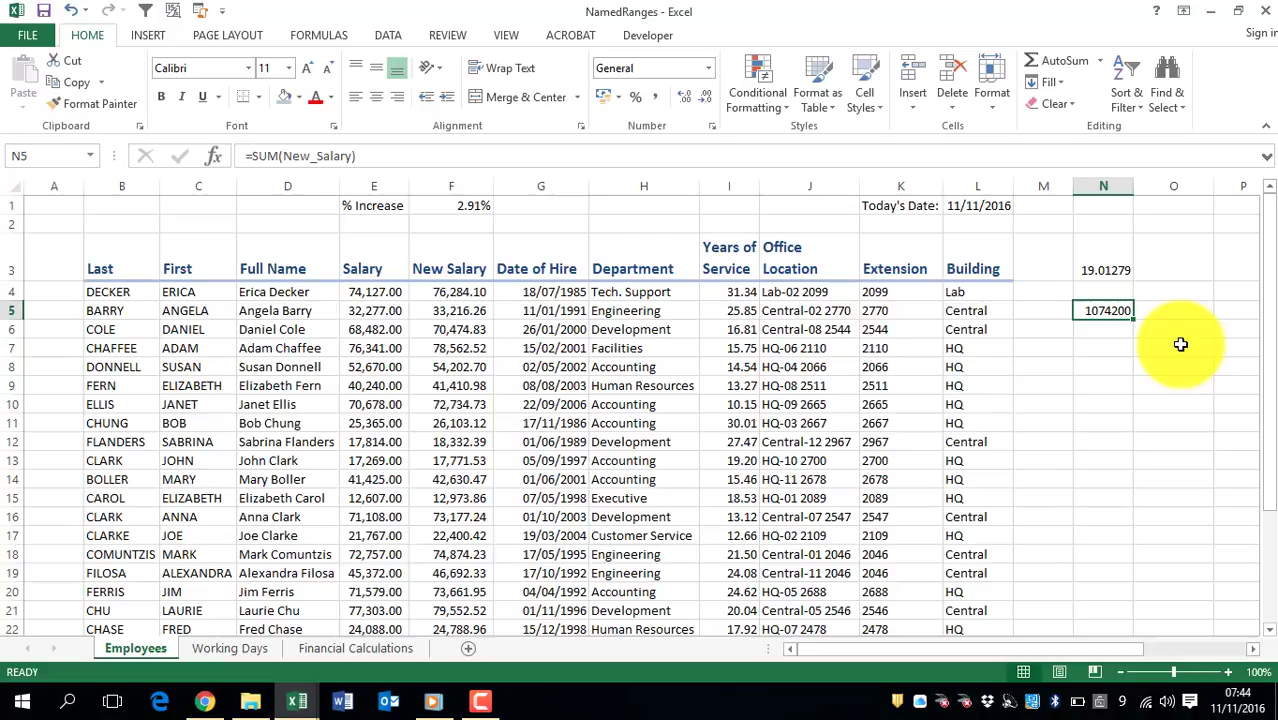 NamedRanges - Excel
? 
Sign in
FILE HOME INSERT PAGE LAYOUT FORMULAS DATA REVIEW VIEW ACROBAT Developer
Paste Cut Copy Format Painter
Calibri 11
B I U
Wrap Text
Merge & Center
General
% ,
Conditional Formatting Format as Table Cell Styles
Insert Delete Format
AutoSum Fill Clear
Sort & Filter Find & Select
Clipboard Font Alignment Number Styles Cells Editing
N5 fx =SUM(New_Salary)
A B C D E F G H I J K L M N O P
1 % Increase 2.91% Today's Date: 11/11/2016
2
3 Last First Full Name Salary New Salary Date of Hire Department Years of Service Office Location Extension Building 19.01279
4 DECKER ERICA Erica Decker 74,127.00 76,284.10 18/07/1985 Tech. Support 31.34 Lab-02 2099 2099 Lab
5 BARRY ANGELA Angela Barry 32,277.00 33,216.26 11/01/1991 Engineering 25.85 Central-02 2770 2770 Central 1074200
6 COLE DANIEL Daniel Cole 68,482.00 70,474.83 26/01/2000 Development 16.81 Central-08 2544 2544 Central
7 CHAFFEE ADAM Adam Chaffee 76,341.00 78,562.52 15/02/2001 Facilities 15.75 HQ-06 2110 2110 HQ
8 DONNELL SUSAN Susan Donnell 52,670.00 54,202.70 02/05/2002 Accounting 14.54 HQ-04 2066 2066 HQ
9 FERN ELIZABETH Elizabeth Fern 40,240.00 41,410.98 08/08/2003 Human Resources 13.27 HQ-08 2511 2511 HQ
10 ELLIS JANET Janet Ellis 70,678.00 72,734.73 22/09/2006 Accounting 10.15 HQ-09 2665 2665 HQ
11 CHUNG BOB Bob Chung 25,365.00 26,103.12 17/11/1986 Accounting 30.01 HQ-03 2667 2667 HQ
12 FLANDERS SABRINA Sabrina Flanders 17,814.00 18,332.39 01/06/1989 Development 27.47 Central-12 2967 2967 Central
13 CLARK JOHN John Clark 17,269.00 17,771.53 05/09/1997 Accounting 19.20 HQ-10 2700 2700 HQ
14 BOLLER MARY Mary Boller 41,425.00 42,630.47 06/01/2001 Accounting 15.46 HQ-11 2678 2678 HQ
15 CAROL ELIZABETH Elizabeth Carol 12,607.00 12,973.86 07/05/1998 Executive 18.53 HQ-01 2089 2089 HQ
16 CLARK ANNA Anna Clark 71,108.00 73,177.24 01/10/2003 Development 13.12 Central-07 2547 2547 Central
17 CLARKE JOE Joe Clarke 21,767.00 22,400.42 19/03/2004 Customer Service 12.66 HQ-02 2109 2109 HQ
18 COMUNTZIS MARK Mark Comuntzis 72,757.00 74,874.23 17/05/1995 Engineering 21.50 Central-01 2046 2046 Central
19 FILOSA ALEXANDRA Alexandra Filosa 45,372.00 46,692.33 17/10/1992 Engineering 24.08 Central-11 2046 2046 Central
20 FERRIS JIM Jim Ferris 71,579.00 73,661.95 04/04/1992 Accounting 24.62 HQ-05 2688 2688 HQ
21 CHU LAURIE Laurie Chu 77,303.00 79,552.52 01/11/1996 Development 20.04 Central-05 2546 2546 Central
22 CHASE FRED Fred Chase 24,088.00 24,788.96 15/12/1998 Human Resources 17.92 HQ-07 2478 2478 HQ
Employees Working Days Financial Calculations
READY 100%
07:44
11/11/2016